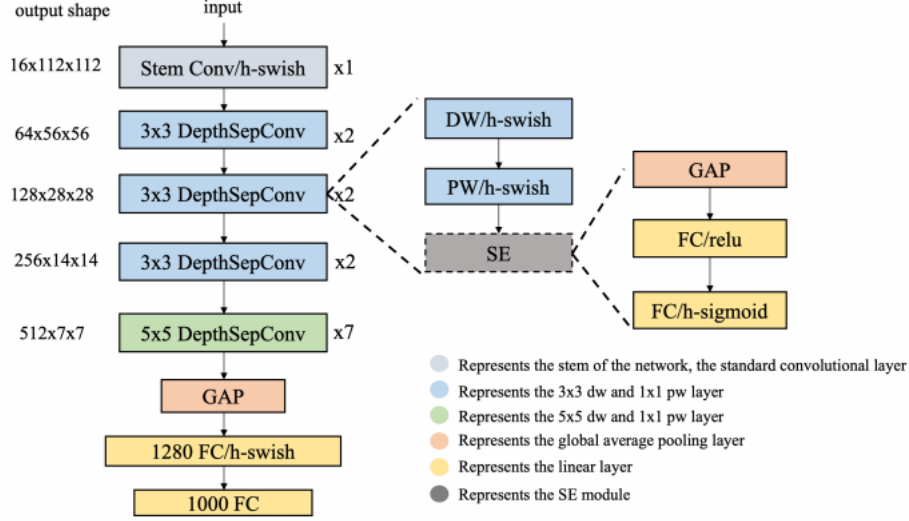 output shape
input
16x112x112
Stem Conv/h-swish
x1
64x56x56
3x3 DepthSepConv
x2
128x28x28
3x3 DepthSepConv
x2
256x14x14
3x3 DepthSepConv
x2
512x7x7
5x5 DepthSepConv
x7
GAP
1280 FC/h-swish
1000 FC
DW/h-swish
PW/h-swish
SE
GAP
FC/relu
FC/h-sigmoid
Represents the stem of the network, the standard convolutional layer
Represents the 3x3 dw and 1x1 pw layer
Represents the 5x5 dw and 1x1 pw layer
Represents the global average pooling layer
Represents the linear layer
Represents the SE module